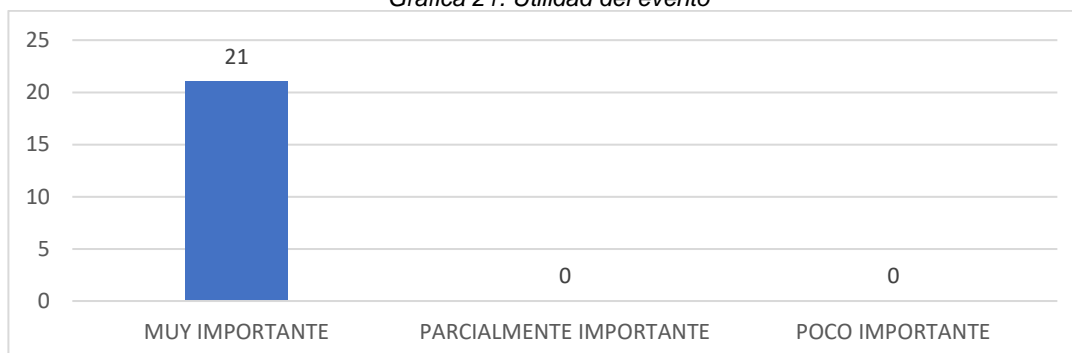 Gráfica 21. Utilidad del evento
25
21
20
15
10
5
0
0
0
MUY IMPORTANTE
PARCIALMENTE IMPORTANTE
POCO IMPORTANTE